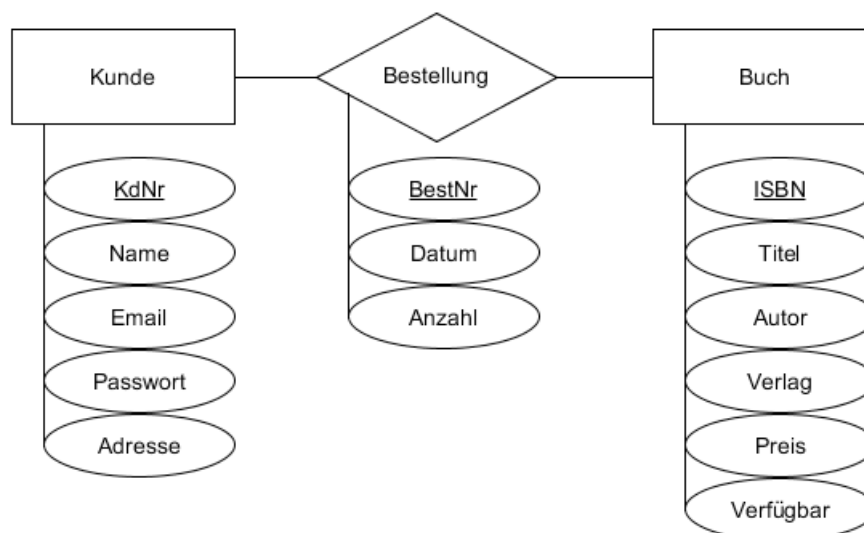 Kunde
Bestellung
Buch
KdNr
Name
Email
Passwort
Adresse
BestNr
Datum
Anzahl
ISBN
Titel
Autor
Verlag
Preis
Verfügbar